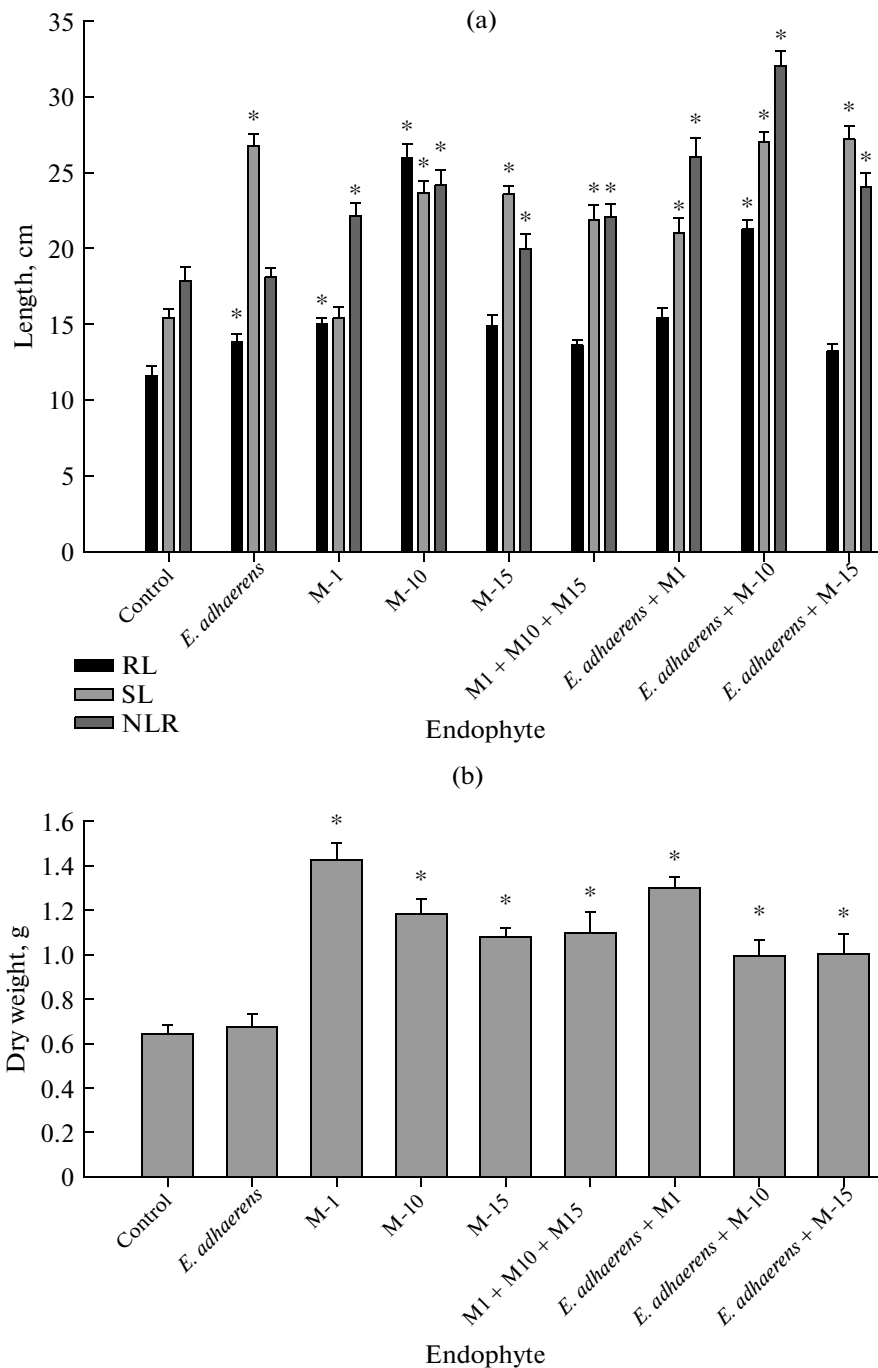 (a)
35
30
25
20
15
10
5
0
Length, cm
* * * * * * * * * * * * * * * * * *
Control
E. adhaerens
M-1
M-10
M-15
M1 + M10 + M15
E. adhaerens + M1
E. adhaerens + M-10
E. adhaerens + M-15
RL
SL
NLR
Endophyte
(b)
1.6
1.4
1.2
1.0
0.8
0.6
0.4
0.2
0
Dry weight, g
* * * * * * *
Control
E. adhaerens
M-1
M-10
M-15
M1 + M10 + M15
E. adhaerens + M1
E. adhaerens + M-10
E. adhaerens + M-15
Endophyte